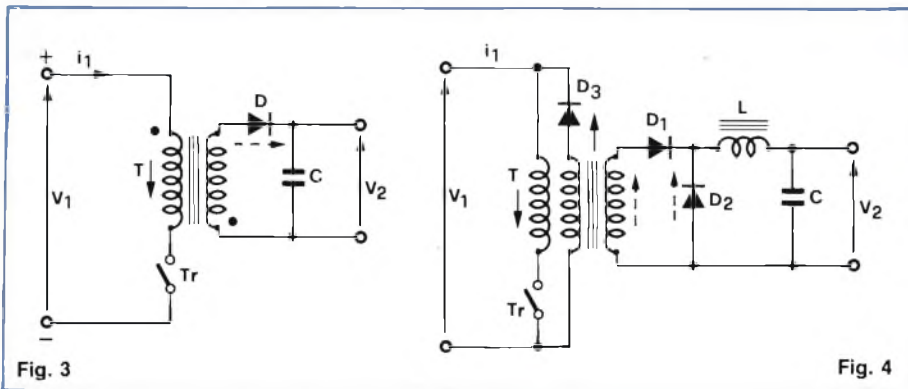 +
i1
D
T
C
V1
V2
Tr
–
Fig. 3
i1
D3
D1
L
T
D2
C
V1
V2
Tr
Fig. 4